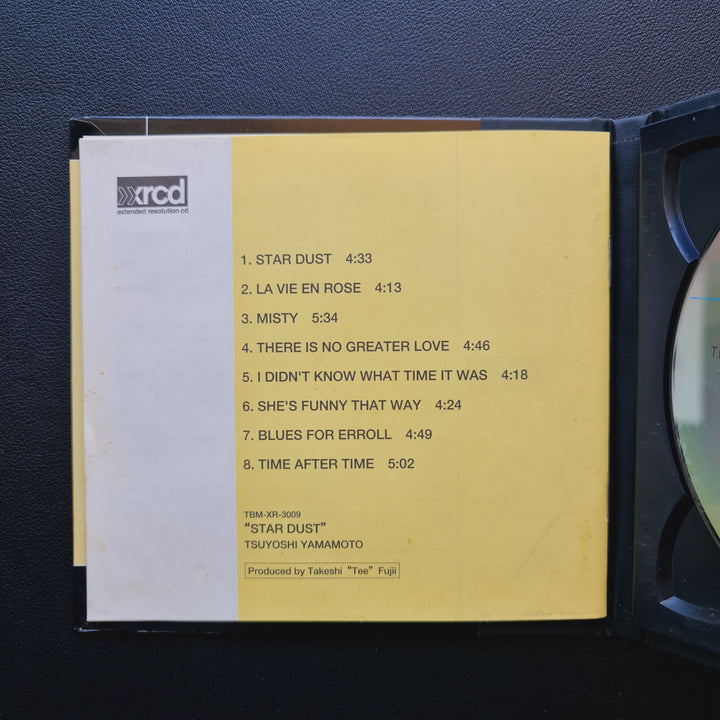 xrcd
extended resolution cd
1. STAR DUST 4:33
2. LA VIE EN ROSE 4:13
3. MISTY 5:34
4. THERE IS NO GREATER LOVE 4:46
5. I DIDN'T KNOW WHAT TIME IT WAS 4:18
6. SHE'S FUNNY THAT WAY 4:24
7. BLUES FOR ERROLL 4:49
8. TIME AFTER TIME 5:02
TBM-XR-3009
“STAR DUST”
TSUYOSHI YAMAMOTO
Produced by Takeshi “Tee” Fujii